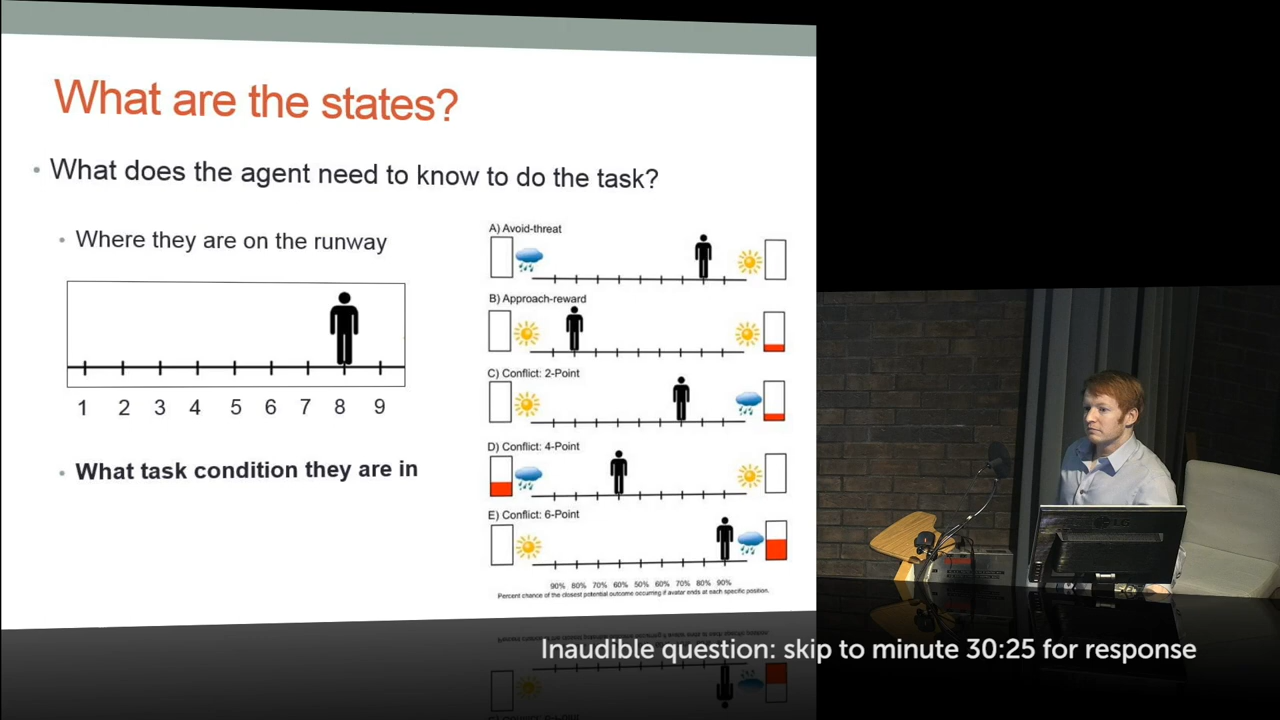 What are the states?
• What does the agent need to know to do the task?
• Where they are on the runway
1 2 3 4 5 6 7 8 9
• What task condition they are in
A) Avoid-threat
B) Approach-reward
C) Conflict: 2-Point
D) Conflict: 4-Point
E) Conflict: 6-Point
90% 80% 70% 60% 50% 60% 70% 80% 90%
Percent chance of the closest potential outcome occurring if avatar ends at each specific position.
LG
Inaudible question: skip to minute 30:25 for response